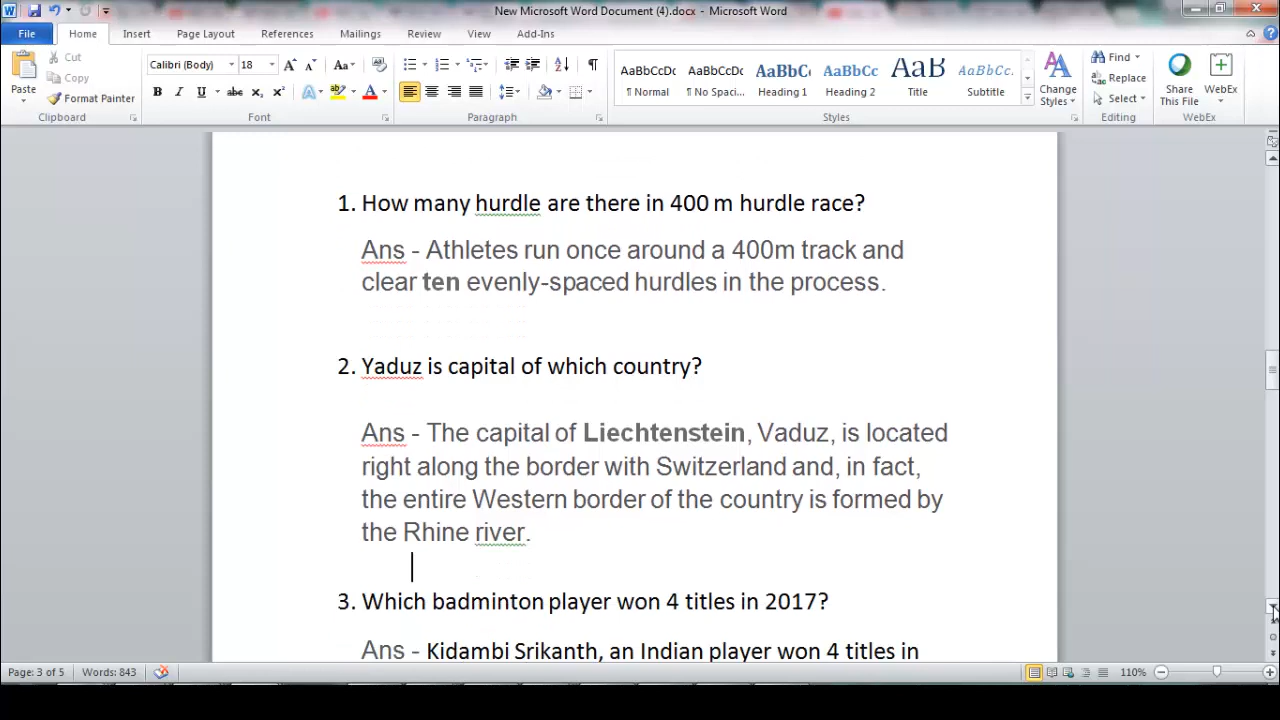 New Microsoft Word Document (4).docx - Microsoft Word
File Home Insert Page Layout References Mailings Review View Add-Ins
Paste
Cut
Copy
Format Painter
Clipboard
Calibri (Body) 18
Font
Paragraph
AaBbCcDc AaBbCcDc AaBbC AaBbCc AaB AaBbCc.
¶ Normal ¶ No Spaci... Heading 1 Heading 2 Title Subtitle
Styles
Change Styles
Find
Replace
Select
Editing
Share This File
WebEx
WebEx
1. How many hurdle are there in 400 m hurdle race?
Ans - Athletes run once around a 400m track and
clear ten evenly-spaced hurdles in the process.
2. Yaduz is capital of which country?
Ans - The capital of Liechtenstein, Vaduz, is located
right along the border with Switzerland and, in fact,
the entire Western border of the country is formed by
the Rhine river.
3. Which badminton player won 4 titles in 2017?
Ans - Kidambi Srikanth, an Indian player won 4 titles in
Page: 3 of 5 Words: 843 110%